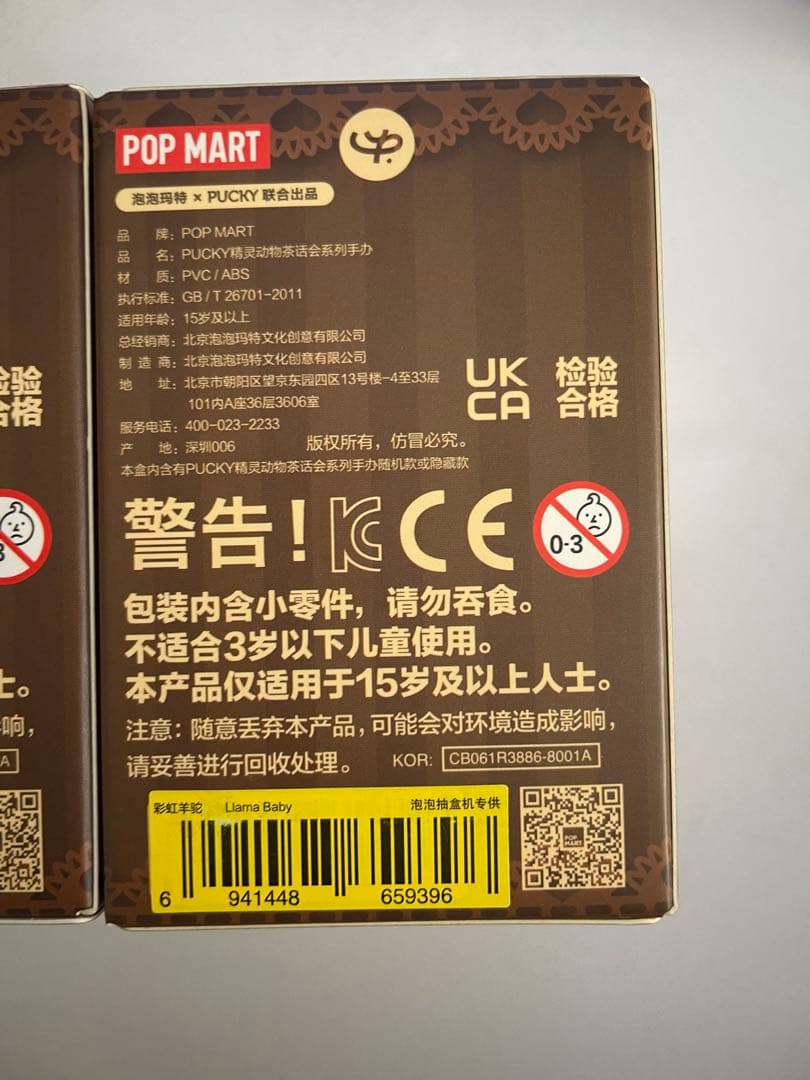 POP MART
泡泡玛特 × PUCKY 联合出品
品 牌：POP MART
品 名：PUCKY精灵动物茶话会系列手办
材 质：PVC / ABS
执行标准：GB / T 26701-2011
适用年龄：15岁及以上
总经销商：北京泡泡玛特文化创意有限公司
制 造 商：北京泡泡玛特文化创意有限公司
地 址：北京市朝阳区望京东园四区13号楼-4至33层
101内A座36层3606室
服务电话：400-023-2233
产 地：深圳006 版权所有，仿冒必究。
本盒内含有PUCKY精灵动物茶话会系列手办随机款或隐藏款
UK
CA
检验
合格
警告！ KC CE
0-3
包装内含小零件，请勿吞食。
不适合3岁以下儿童使用。
本产品仅适用于15岁及以上人士。
注意：随意丢弃本产品，可能会对环境造成影响，
请妥善进行回收处理。 KOR: CB061R3886-8001A
彩虹羊驼 Llama Baby 泡泡抽盒机专供
6 941448 659396
POP
MART
验
合格
3
士。
响，
A